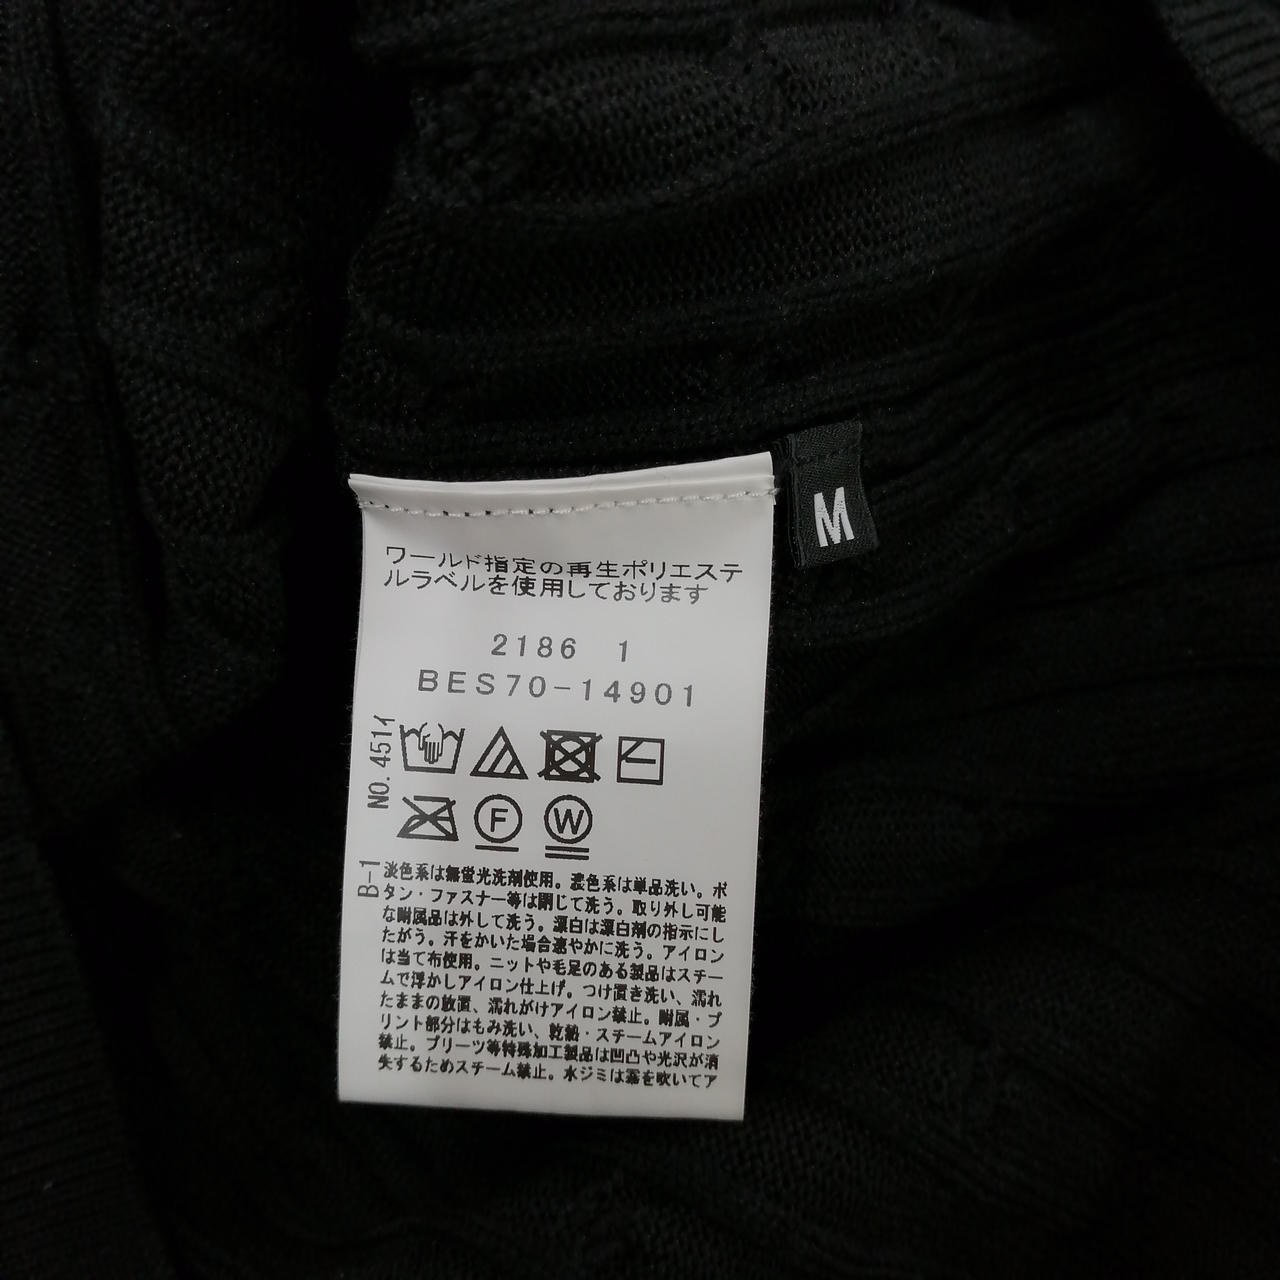 M
ワールド指定の再生ポリエステ
ルラベルを使用しております
2186 1
BES70-14901
NO. 4511
F W
B-1
淡色系は無蛍光洗剤使用。濃色系は単品洗い。ボ
タン・ファスナー等は閉じて洗う。取り外し可能
な附属品は外して洗う。漂白は漂白剤の指示にし
たがう。汗をかいた場合速やかに洗う。アイロン
は当て布使用。ニットや毛足のある製品はスチー
ムで浮かしアイロン仕上げ。つけ置き洗い、濡れ
たままの放置、濡れがけアイロン禁止。附属・プ
リント部分はもみ洗い、乾熱・スチームアイロン
禁止。プリーツ等特殊加工製品は凹凸や光沢が消
失するためスチーム禁止。水ジミは霧を吹いてア